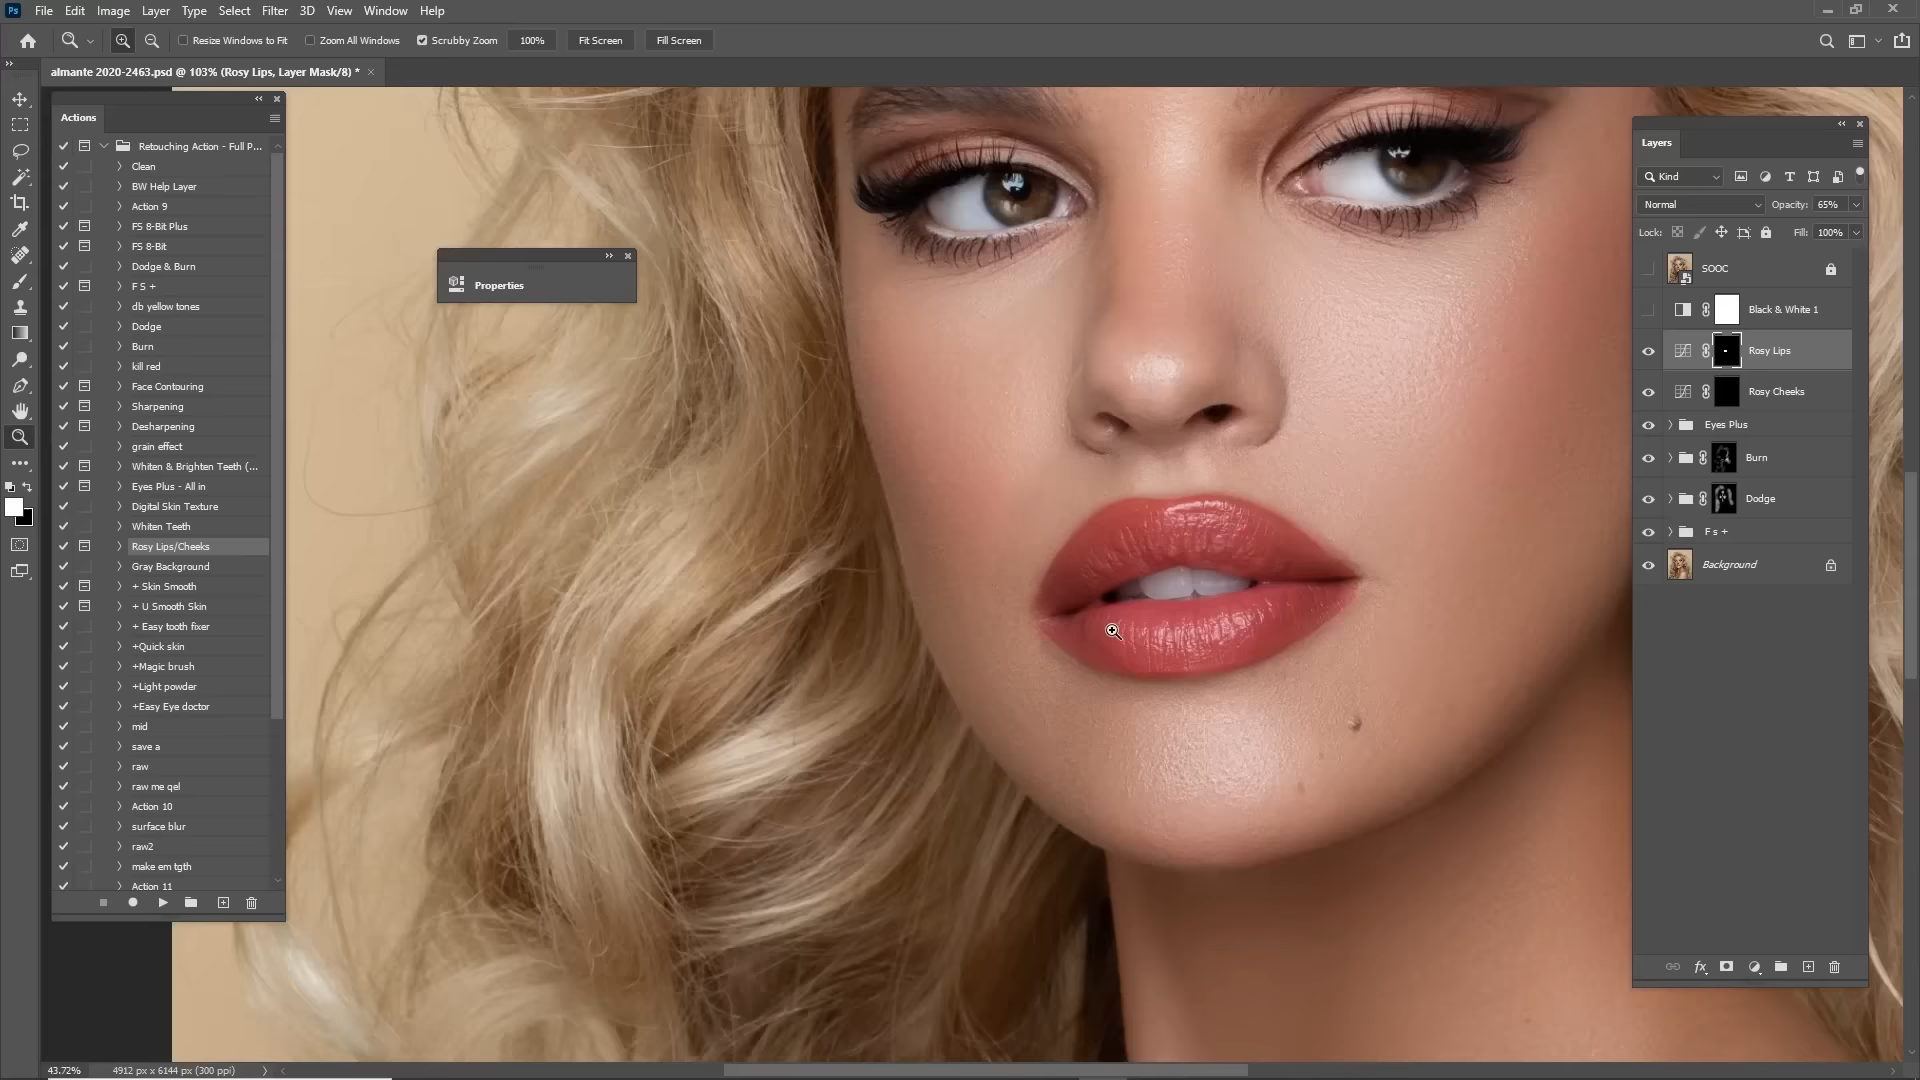 Ps File Edit Image Layer Type Select Filter 3D View Window Help
Resize Windows to Fit Zoom All Windows Scrubby Zoom 100% Fit Screen Fill Screen
almante 2020-2463.psd @ 103% (Rosy Lips, Layer Mask/8) *
Actions
Retouching Action - Full P...
Clean
BW Help Layer
Action 9
FS 8-Bit Plus
FS 8-Bit
Dodge & Burn
F S +
db yellow tones
Dodge
Burn
kill red
Face Contouring
Sharpening
Desharpening
grain effect
Whiten & Brighten Teeth (...
Eyes Plus - All in
Digital Skin Texture
Whiten Teeth
Rosy Lips/Cheeks
Gray Background
+ Skin Smooth
+ U Smooth Skin
+ Easy tooth fixer
+Quick skin
+Magic brush
+Light powder
+Easy Eye doctor
mid
save a
raw
raw me qel
Action 10
surface blur
raw2
make em tgth
Action 11
Properties
Layers
Kind
Normal Opacity: 65%
Lock: Fill: 100%
SOOC
Black & White 1
Rosy Lips
Rosy Cheeks
Eyes Plus
Burn
Dodge
F s +
Background
fx
43.72% 4912 px x 6144 px (300 ppi)